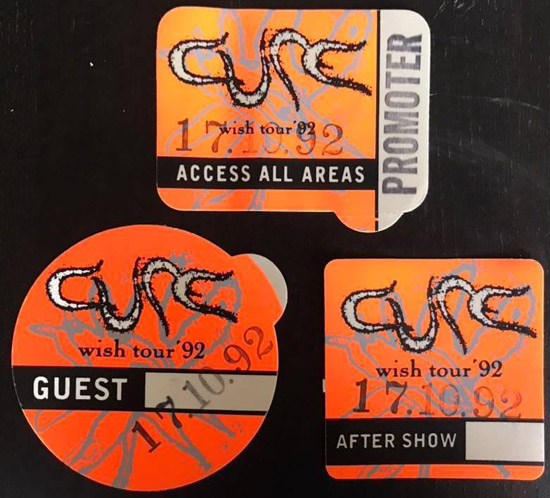 CURE
wish tour '92
17.10.92
ACCESS ALL AREAS
PROMOTER
CURE
wish tour '92
17.10.92
GUEST
CURE
wish tour '92
17.10.92
AFTER SHOW